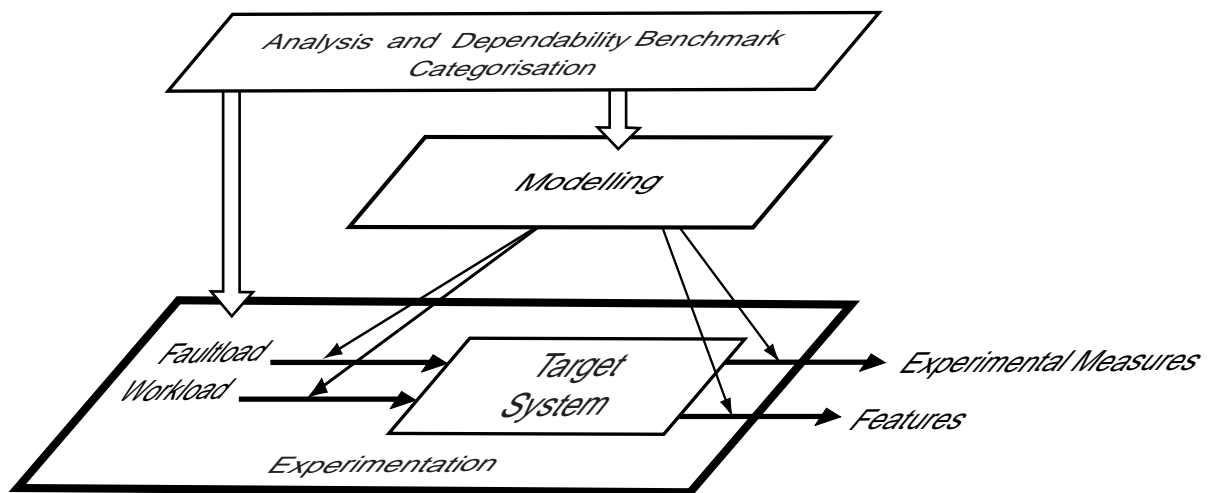 Analysis and Dependability Benchmark
Categorisation
Modelling
Faultload
Workload
Target
System
Experimental Measures
Features
Experimentation